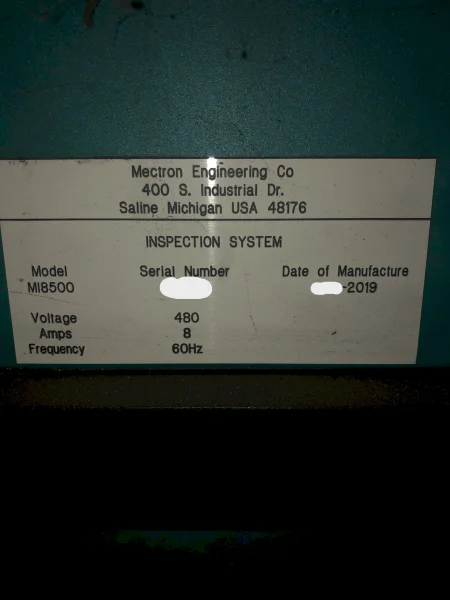 Mectron Engineering Co
400 S. Industrial Dr.
Saline Michigan USA 48176
INSPECTION SYSTEM
Model Serial Number Date of Manufacture
MI8500 -2019
Voltage 480
Amps 8
Frequency 60Hz